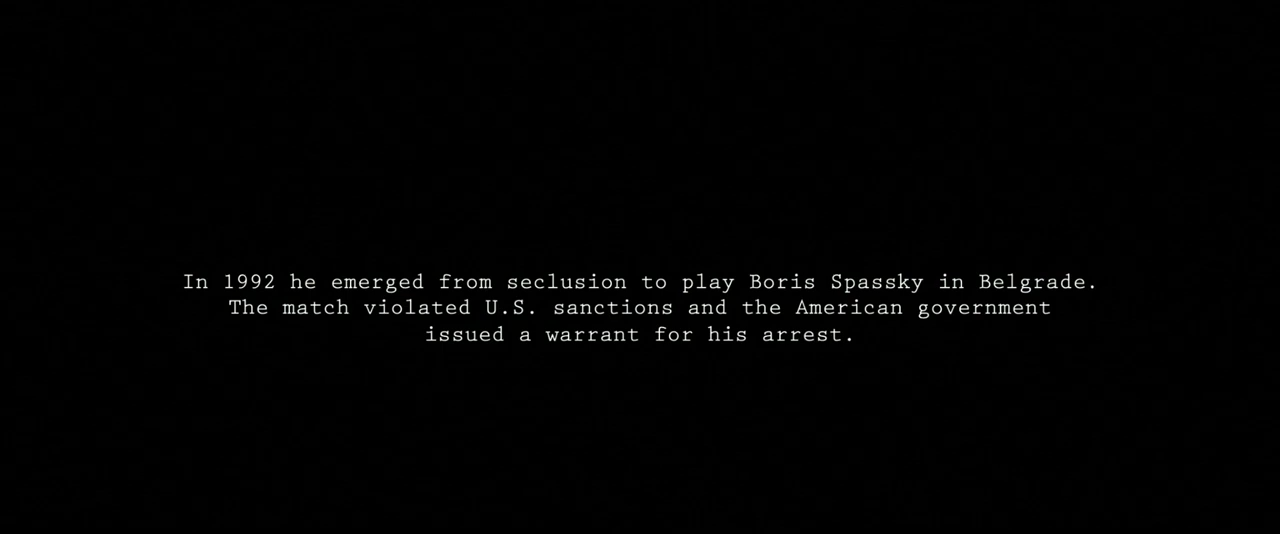 In 1992 he emerged from seclusion to play Boris Spassky in Belgrade.
The match violated U.S. sanctions and the American government
issued a warrant for his arrest.